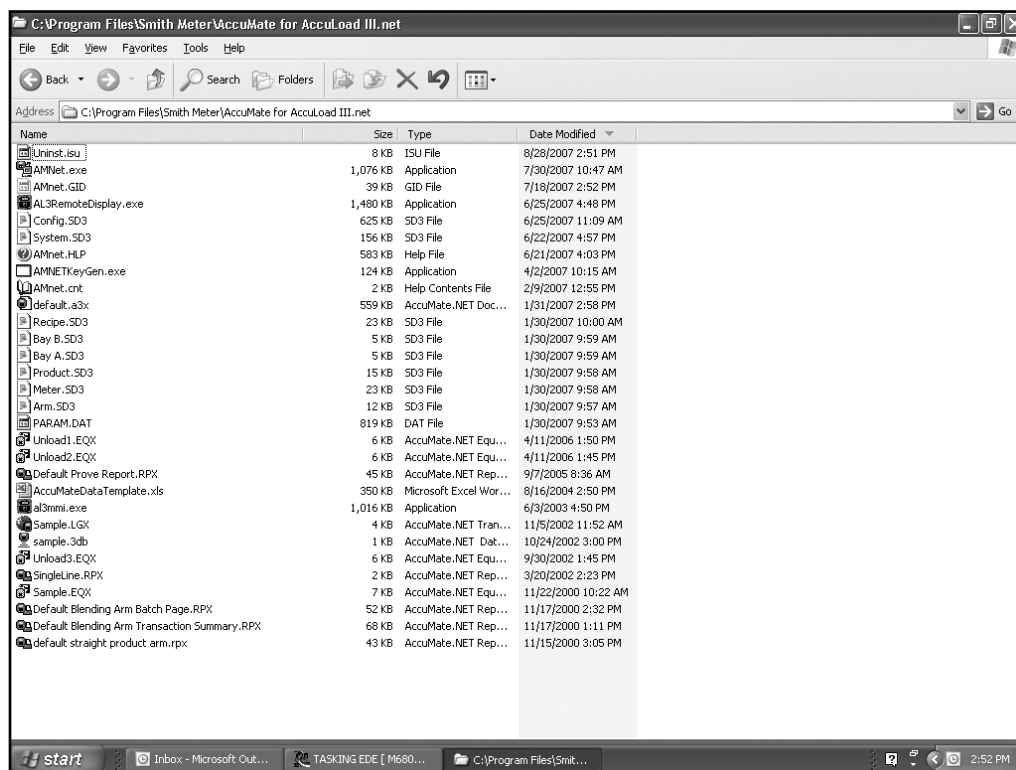 C:\Program Files\Smith Meter\AccuMate for AccuLoad III.net
File Edit View Favorites Tools Help
Back Search Folders
Address C:\Program Files\Smith Meter\AccuMate for AccuLoad III.net Go
Name Size Type Date Modified
Uninst.isu 8 KB ISU File 8/28/2007 2:51 PM
AMNet.exe 1,076 KB Application 7/30/2007 10:47 AM
AMnet.GID 39 KB GID File 7/18/2007 2:52 PM
AL3RemoteDisplay.exe 1,480 KB Application 6/25/2007 4:48 PM
Config.SD3 625 KB SD3 File 6/25/2007 11:09 AM
System.SD3 156 KB SD3 File 6/22/2007 4:57 PM
AMnet.HLP 583 KB Help File 6/21/2007 4:03 PM
AMNETKeyGen.exe 124 KB Application 4/2/2007 10:15 AM
AMnet.cnt 2 KB Help Contents File 2/9/2007 12:55 PM
default.a3x 559 KB AccuMate.NET Doc... 1/31/2007 2:58 PM
Recipe.SD3 23 KB SD3 File 1/30/2007 10:00 AM
Bay B.SD3 5 KB SD3 File 1/30/2007 9:59 AM
Bay A.SD3 5 KB SD3 File 1/30/2007 9:59 AM
Product.SD3 15 KB SD3 File 1/30/2007 9:58 AM
Meter.SD3 23 KB SD3 File 1/30/2007 9:58 AM
Arm.SD3 12 KB SD3 File 1/30/2007 9:57 AM
PARAM.DAT 819 KB DAT File 1/30/2007 9:53 AM
Unload1.EQX 6 KB AccuMate.NET Equ... 4/11/2006 1:50 PM
Unload2.EQX 6 KB AccuMate.NET Equ... 4/11/2006 1:45 PM
Default Prove Report.RPX 45 KB AccuMate.NET Rep... 9/7/2005 8:36 AM
AccuMateDataTemplate.xls 350 KB Microsoft Excel Wor... 8/16/2004 2:50 PM
al3mmi.exe 1,016 KB Application 6/3/2003 4:50 PM
Sample.LGX 4 KB AccuMate.NET Tran... 11/5/2002 11:52 AM
sample.3db 1 KB AccuMate.NET Dat... 10/24/2002 3:00 PM
Unload3.EQX 6 KB AccuMate.NET Equ... 9/30/2002 1:45 PM
SingleLine.RPX 2 KB AccuMate.NET Rep... 3/20/2002 2:23 PM
Sample.EQX 7 KB AccuMate.NET Equ... 11/22/2000 10:22 AM
Default Blending Arm Batch Page.RPX 52 KB AccuMate.NET Rep... 11/17/2000 2:32 PM
Default Blending Arm Transaction Summary.RPX 68 KB AccuMate.NET Rep... 11/17/2000 1:11 PM
default straight product arm.rpx 43 KB AccuMate.NET Rep... 11/15/2000 3:05 PM
start Inbox - Microsoft Out... TASKING EDE [ M680... C:\Program Files\Smit... 2:52 PM